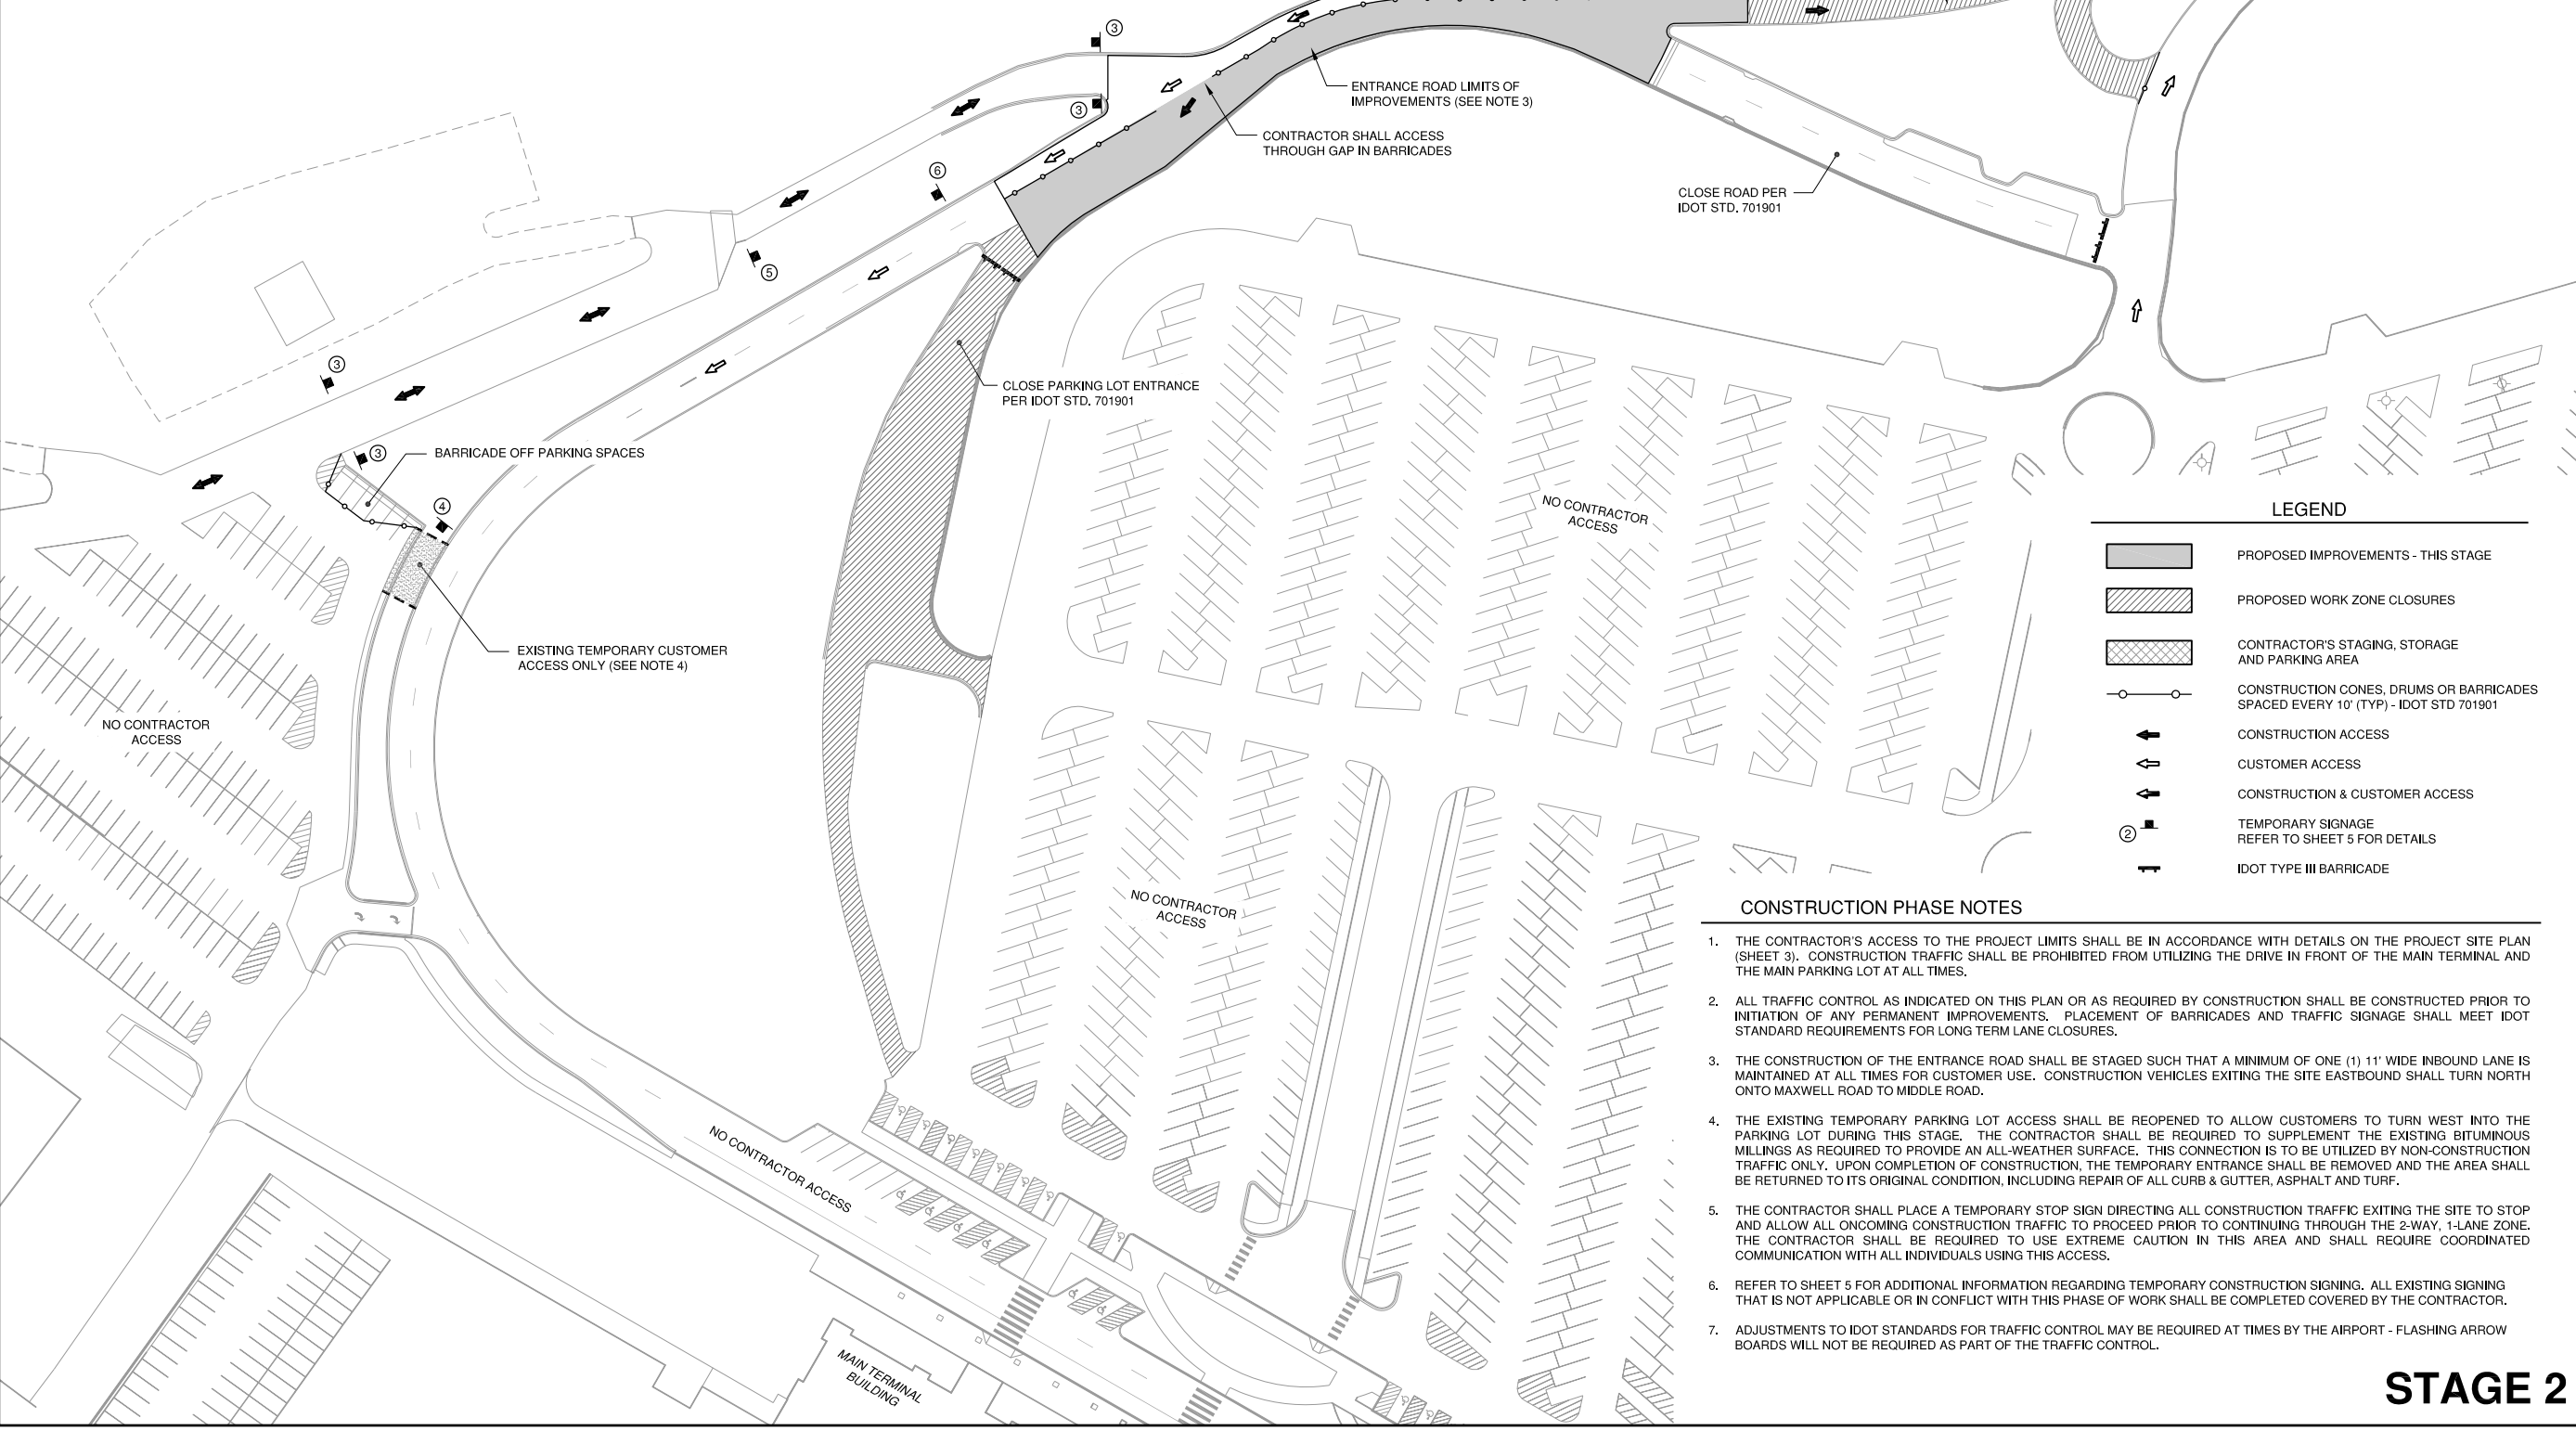 3
ENTRANCE ROAD LIMITS OF
IMPROVEMENTS (SEE NOTE 3)
3
CONTRACTOR SHALL ACCESS
THROUGH GAP IN BARRICADES
6
CLOSE ROAD PER
IDOT STD. 701901
5
3
CLOSE PARKING LOT ENTRANCE
PER IDOT STD. 701901
3
BARRICADE OFF PARKING SPACES
4
NO CONTRACTOR
ACCESS
EXISTING TEMPORARY CUSTOMER
ACCESS ONLY (SEE NOTE 4)
NO CONTRACTOR
ACCESS
NO CONTRACTOR
ACCESS
NO CONTRACTOR ACCESS
MAIN TERMINAL
BUILDING
LEGEND
PROPOSED IMPROVEMENTS - THIS STAGE
PROPOSED WORK ZONE CLOSURES
CONTRACTOR'S STAGING, STORAGE
AND PARKING AREA
CONSTRUCTION CONES, DRUMS OR BARRICADES
SPACED EVERY 10' (TYP) - IDOT STD 701901
CONSTRUCTION ACCESS
CUSTOMER ACCESS
CONSTRUCTION & CUSTOMER ACCESS
2
TEMPORARY SIGNAGE
REFER TO SHEET 5 FOR DETAILS
IDOT TYPE III BARRICADE
CONSTRUCTION PHASE NOTES
1. THE CONTRACTOR'S ACCESS TO THE PROJECT LIMITS SHALL BE IN ACCORDANCE WITH DETAILS ON THE PROJECT SITE PLAN
(SHEET 3). CONSTRUCTION TRAFFIC SHALL BE PROHIBITED FROM UTILIZING THE DRIVE IN FRONT OF THE MAIN TERMINAL AND
THE MAIN PARKING LOT AT ALL TIMES.
2. ALL TRAFFIC CONTROL AS INDICATED ON THIS PLAN OR AS REQUIRED BY CONSTRUCTION SHALL BE CONSTRUCTED PRIOR TO
INITIATION OF ANY PERMANENT IMPROVEMENTS. PLACEMENT OF BARRICADES AND TRAFFIC SIGNAGE SHALL MEET IDOT
STANDARD REQUIREMENTS FOR LONG TERM LANE CLOSURES.
3. THE CONSTRUCTION OF THE ENTRANCE ROAD SHALL BE STAGED SUCH THAT A MINIMUM OF ONE (1) 11' WIDE INBOUND LANE IS
MAINTAINED AT ALL TIMES FOR CUSTOMER USE. CONSTRUCTION VEHICLES EXITING THE SITE EASTBOUND SHALL TURN NORTH
ONTO MAXWELL ROAD TO MIDDLE ROAD.
4. THE EXISTING TEMPORARY PARKING LOT ACCESS SHALL BE REOPENED TO ALLOW CUSTOMERS TO TURN WEST INTO THE
PARKING LOT DURING THIS STAGE. THE CONTRACTOR SHALL BE REQUIRED TO SUPPLEMENT THE EXISTING BITUMINOUS
MILLINGS AS REQUIRED TO PROVIDE AN ALL-WEATHER SURFACE. THIS CONNECTION IS TO BE UTILIZED BY NON-CONSTRUCTION
TRAFFIC ONLY. UPON COMPLETION OF CONSTRUCTION, THE TEMPORARY ENTRANCE SHALL BE REMOVED AND THE AREA SHALL
BE RETURNED TO ITS ORIGINAL CONDITION, INCLUDING REPAIR OF ALL CURB & GUTTER, ASPHALT AND TURF.
5. THE CONTRACTOR SHALL PLACE A TEMPORARY STOP SIGN DIRECTING ALL CONSTRUCTION TRAFFIC EXITING THE SITE TO STOP
AND ALLOW ALL ONCOMING CONSTRUCTION TRAFFIC TO PROCEED PRIOR TO CONTINUING THROUGH THE 2-WAY, 1-LANE ZONE.
THE CONTRACTOR SHALL BE REQUIRED TO USE EXTREME CAUTION IN THIS AREA AND SHALL REQUIRE COORDINATED
COMMUNICATION WITH ALL INDIVIDUALS USING THIS ACCESS.
6. REFER TO SHEET 5 FOR ADDITIONAL INFORMATION REGARDING TEMPORARY CONSTRUCTION SIGNING. ALL EXISTING SIGNING
THAT IS NOT APPLICABLE OR IN CONFLICT WITH THIS PHASE OF WORK SHALL BE COMPLETED COVERED BY THE CONTRACTOR.
7. ADJUSTMENTS TO IDOT STANDARDS FOR TRAFFIC CONTROL MAY BE REQUIRED AT TIMES BY THE AIRPORT - FLASHING ARROW
BOARDS WILL NOT BE REQUIRED AS PART OF THE TRAFFIC CONTROL.
STAGE 2